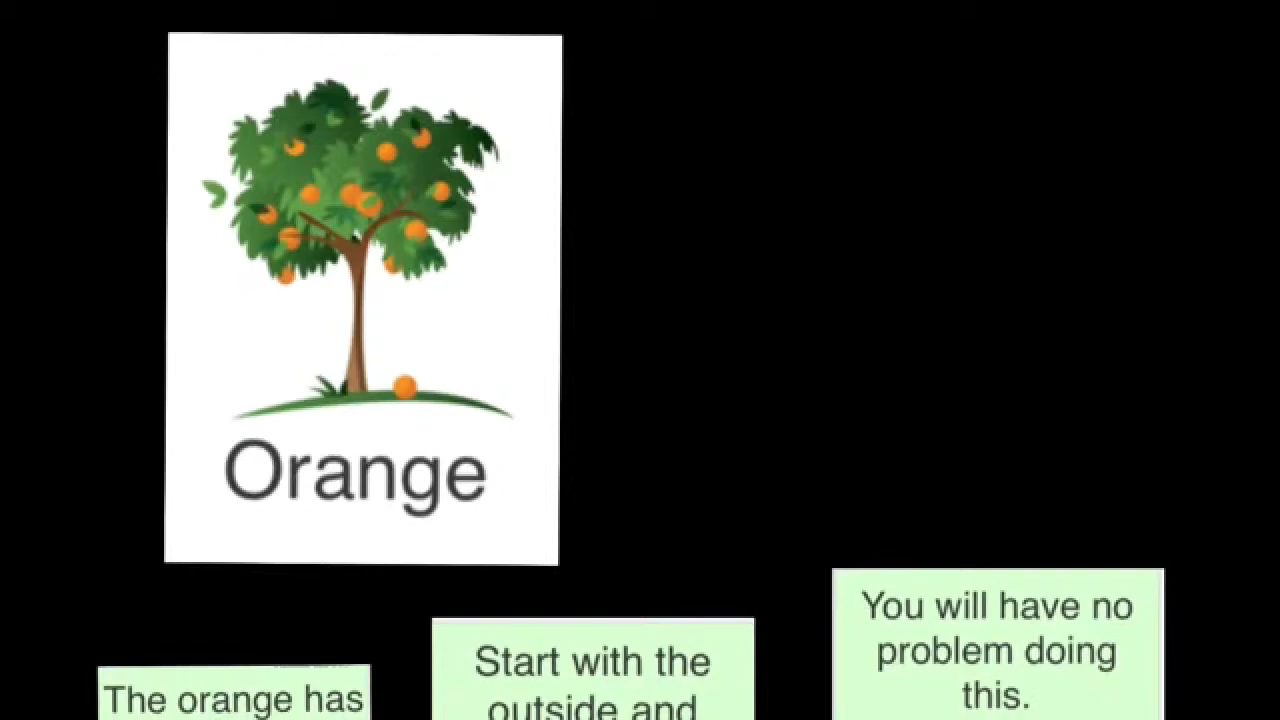 Orange
The orange has
Start with the
outside and
You will have no
problem doing
this.